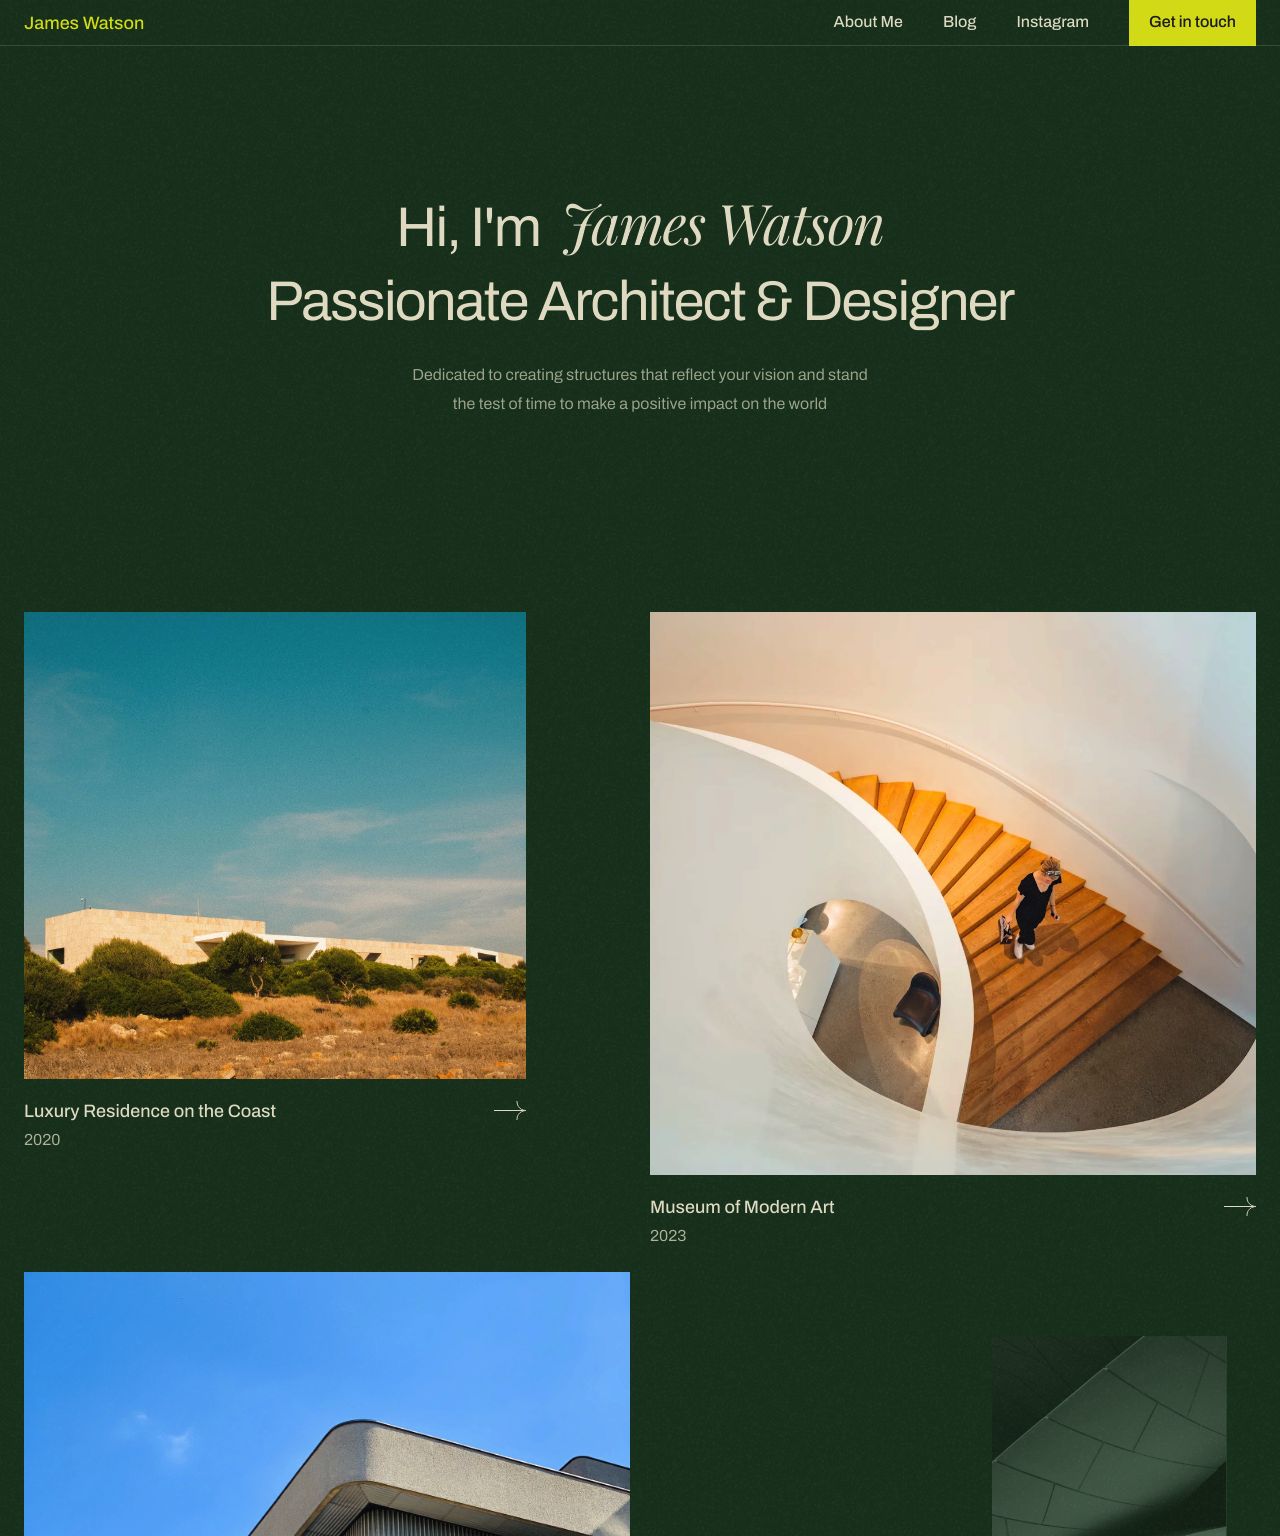 James Watson
About Me
Blog
Instagram
Get in touch
Hi, I'm James Watson
Passionate Architect & Designer
Dedicated to creating structures that reflect your vision and stand
the test of time to make a positive impact on the world
Luxury Residence on the Coast
2020
Museum of Modern Art
2023